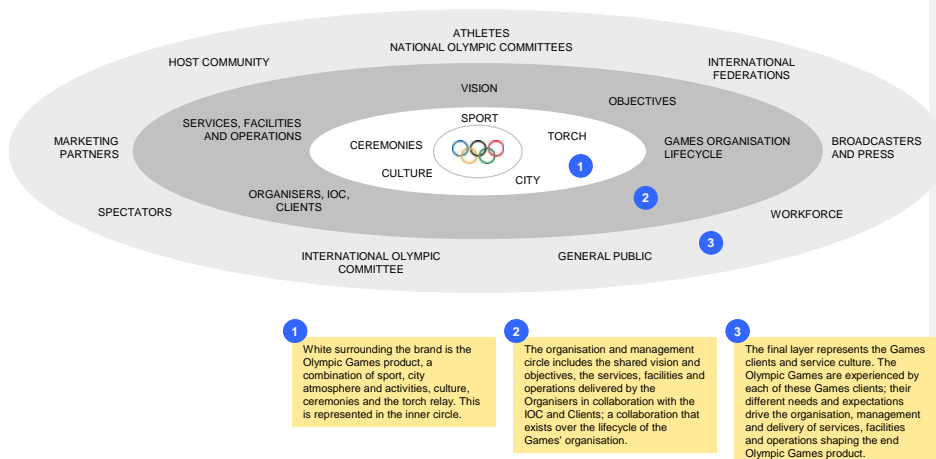 ATHLETES
NATIONAL OLYMPIC COMMITTEES
HOST COMMUNITY
INTERNATIONAL
FEDERATIONS
VISION
OBJECTIVES
SPORT
SERVICES, FACILITIES
AND OPERATIONS
TORCH
MARKETING
PARTNERS
CEREMONIES
GAMES ORGANISATION
LIFECYCLE
BROADCASTERS
AND PRESS
1
CULTURE
CITY
ORGANISERS, IOC,
CLIENTS
2
SPECTATORS
WORKFORCE
3
INTERNATIONAL OLYMPIC
COMMITTEE
GENERAL PUBLIC
1
White surrounding the brand is the
Olympic Games product, a
combination of sport, city
atmosphere and activities, culture,
ceremonies and the torch relay. This
is represented in the inner circle.
2
The organisation and management
circle includes the shared vision and
objectives, the services, facilities and
operations delivered by the
Organisers in collaboration with the
IOC and Clients; a collaboration that
exists over the lifecycle of the
Games' organisation.
3
The final layer represents the Games
clients and service culture. The
Olympic Games are experienced by
each of these Games clients; their
different needs and expectations
drive the organisation, management
and delivery of services, facilities
and operations shaping the end
Olympic Games product.